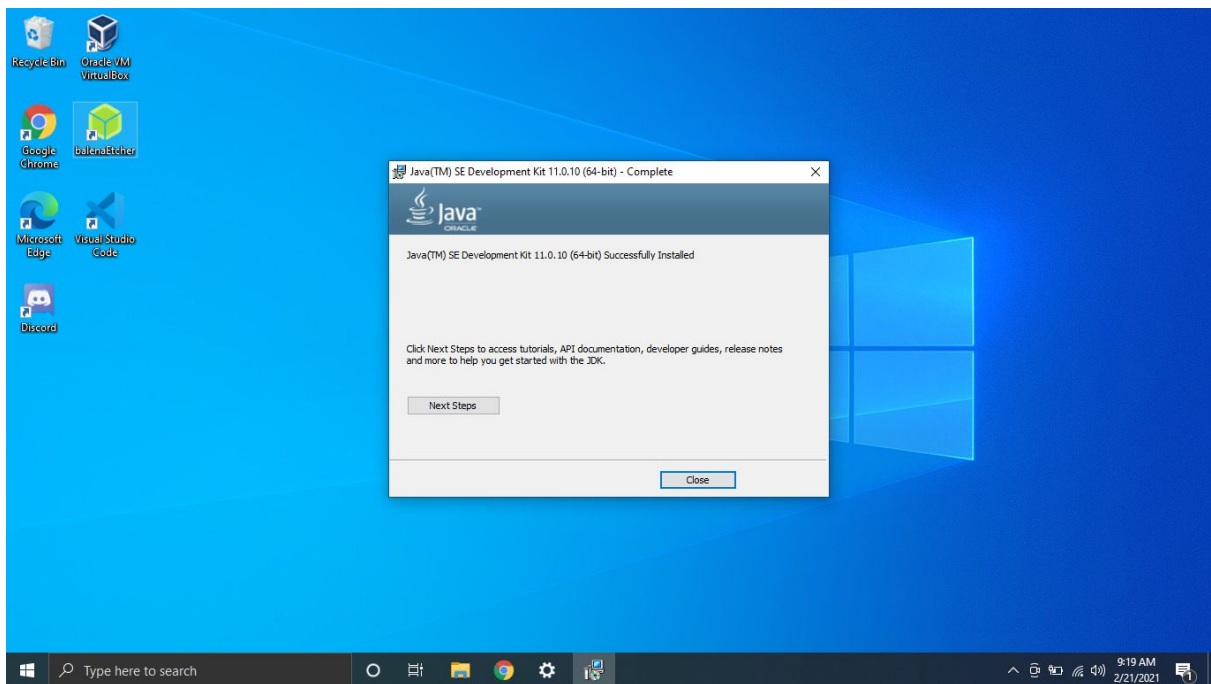 Recycle Bin
Oracle VM
VirtualBox
Google
Chrome
balenaEtcher
Microsoft
Edge
Visual Studio
Code
Discord
Java(TM) SE Development Kit 11.0.10 (64-bit) - Complete
Java™
ORACLE
Java(TM) SE Development Kit 11.0.10 (64-bit) Successfully Installed
Click Next Steps to access tutorials, API documentation, developer guides, release notes
and more to help you get started with the JDK.
Next Steps
Close
Type here to search
9:19 AM
2/21/2021
1